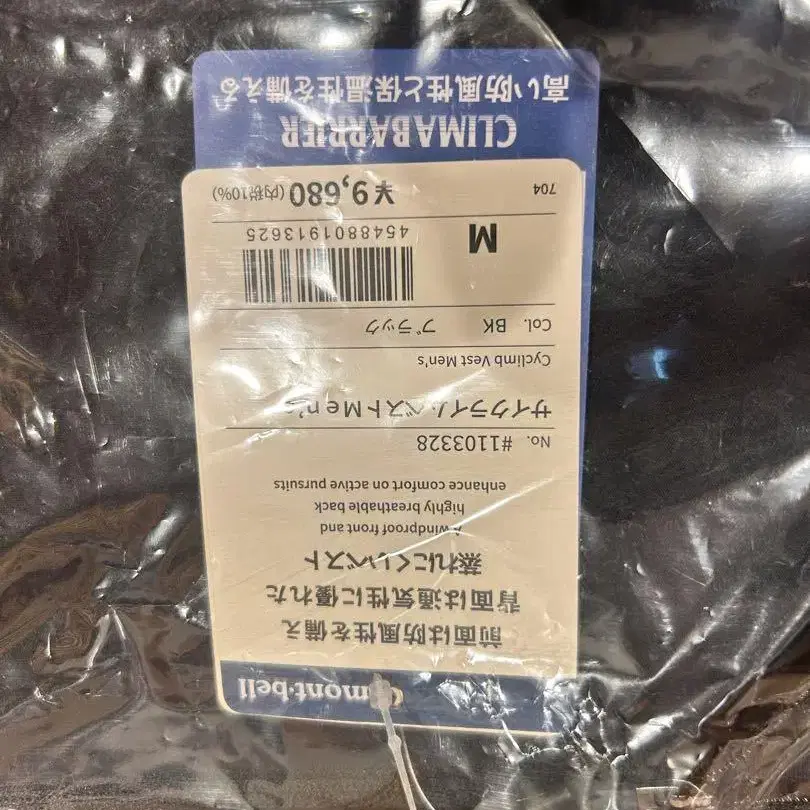 mont-bell
前面は防風性を備え
背面は通気性に優れた
蒸れにくいベスト
A windproof front and
highly breathable back
enhance comfort on active pursuits
No. #1103328
サイクライムベストMen's
Cyclimb Vest Men's
Col. BK ブラック
M
4548801913625
704 ¥9,680 (内税10%)
CLIMABARRIER
高い防風性と保温性を備える